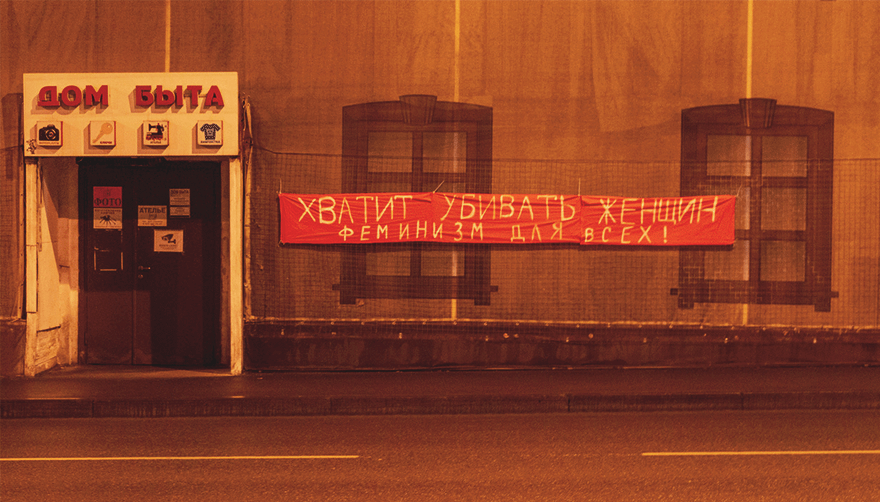 ДОМ БЫТА
ФОТО
АТЕЛЬЕ
ХВАТИТ УБИВАТЬ ЖЕНЩИН
ФЕМИНИЗМ ДЛЯ ВСЕХ!